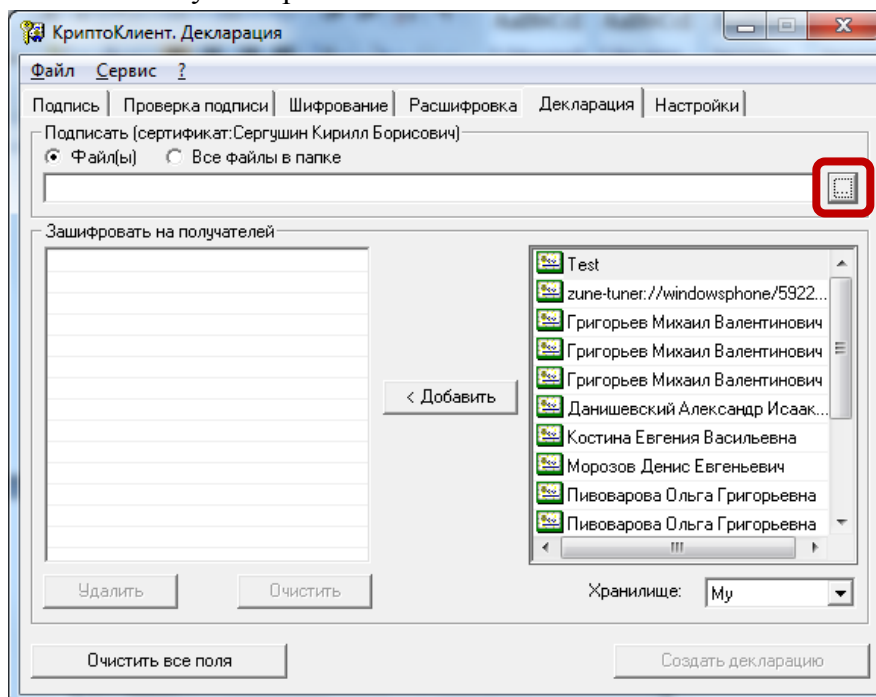 КриптоКлиент. Декларация
Файл Сервис ?
Подпись Проверка подписи Шифрование Расшифровка Декларация Настройки
Подписать (сертификат:Сергушин Кирилл Борисович)
Файл(ы) Все файлы в папке
...
Зашифровать на получателей
Test
zune-tuner://windowsphone/5922...
Григорьев Михаил Валентинович
Григорьев Михаил Валентинович
Григорьев Михаил Валентинович
< Добавить
Данишевский Александр Исаак...
Костина Евгения Васильевна
Морозов Денис Евгеньевич
Пивоварова Ольга Григорьевна
Пивоварова Ольга Григорьевна
Удалить Очистить Хранилище: My
Очистить все поля Создать декларацию